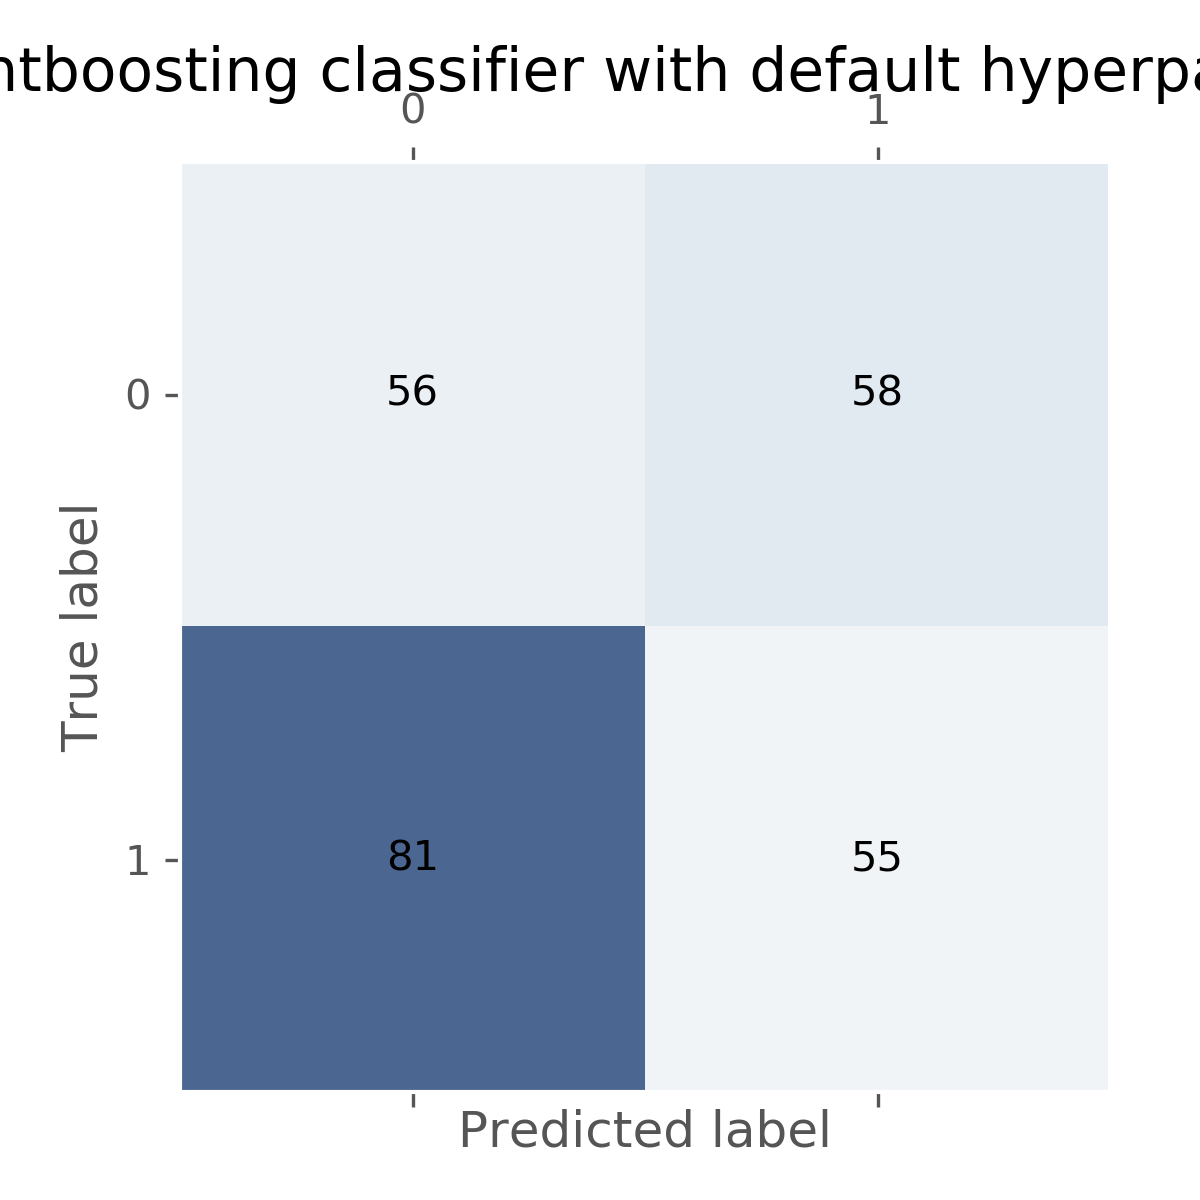 ntboosting classifier with default hyperpa
0 1
0 56 58
1 81 55
True label
Predicted label